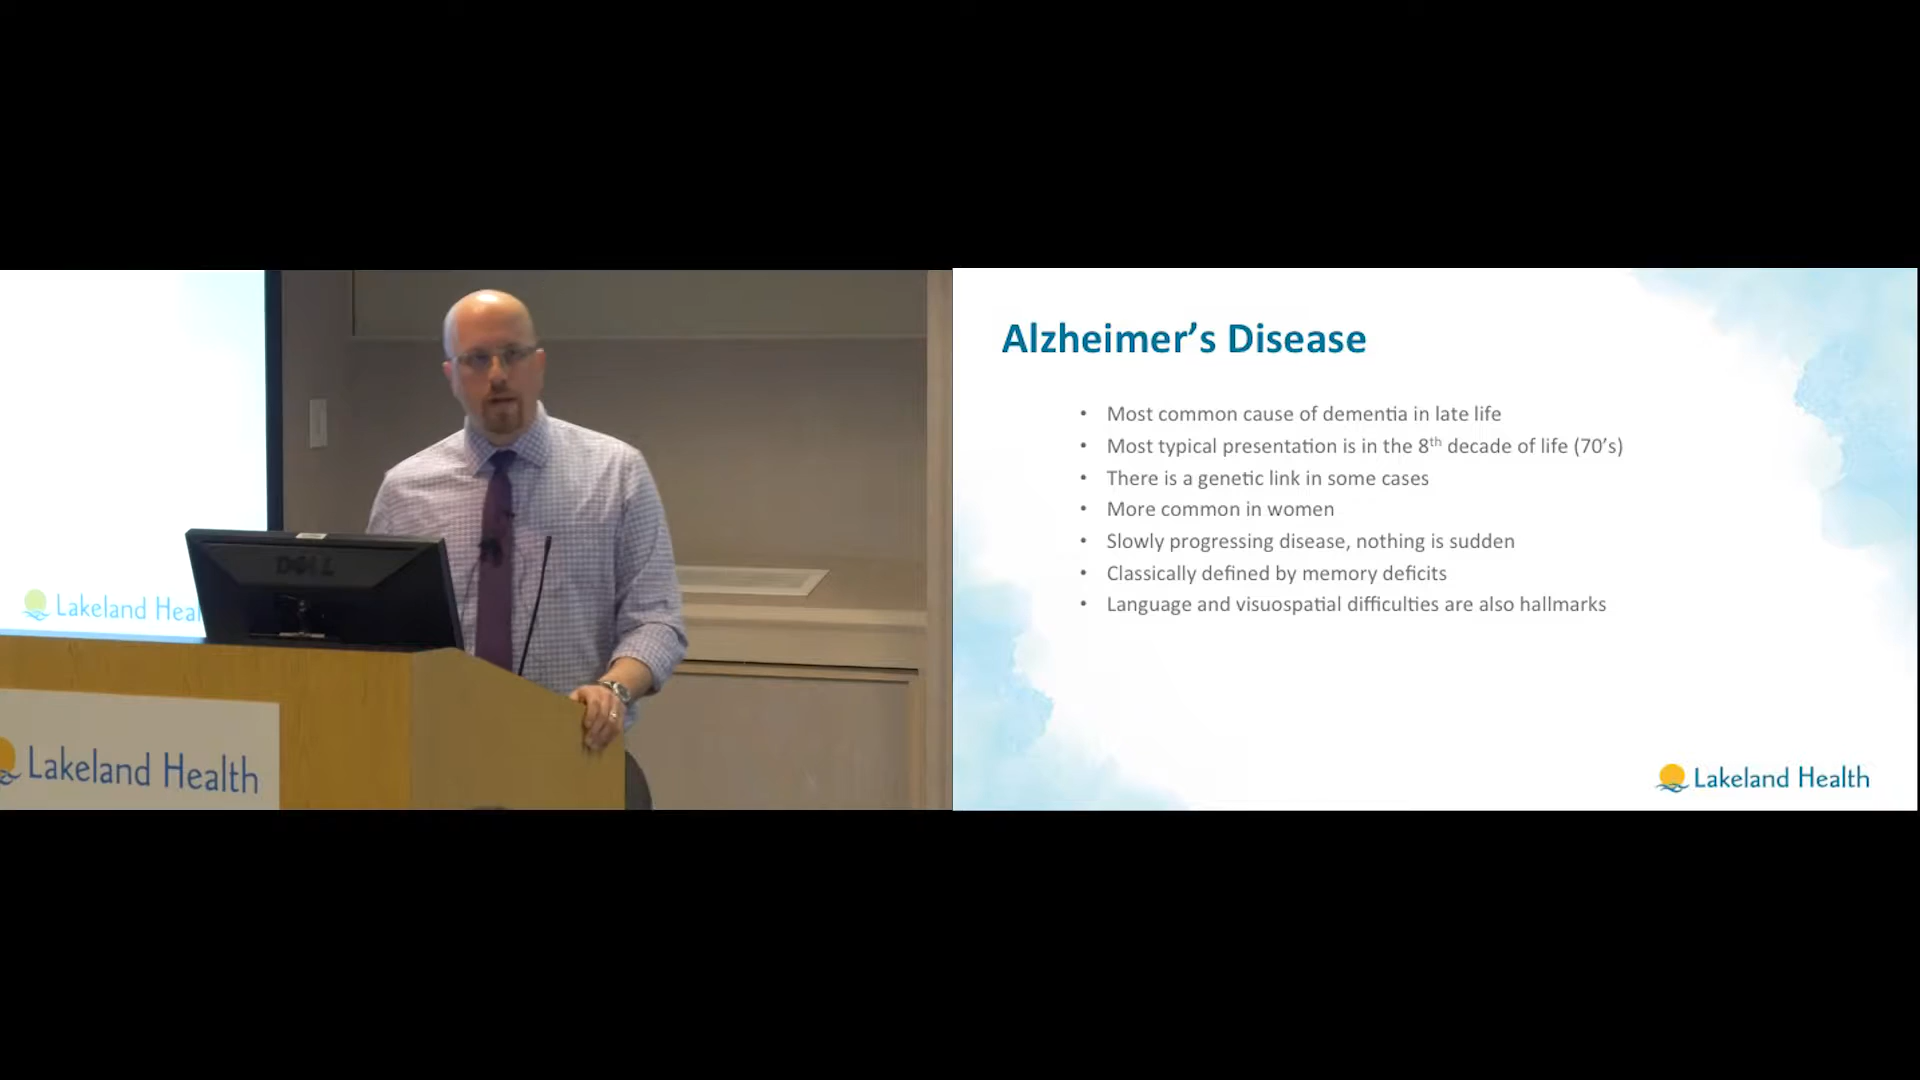 Lakeland Hea
DELL
Lakeland Health
Alzheimer’s Disease
• Most common cause of dementia in late life
• Most typical presentation is in the 8th decade of life (70’s)
• There is a genetic link in some cases
• More common in women
• Slowly progressing disease, nothing is sudden
• Classically defined by memory deficits
• Language and visuospatial difficulties are also hallmarks
Lakeland Health